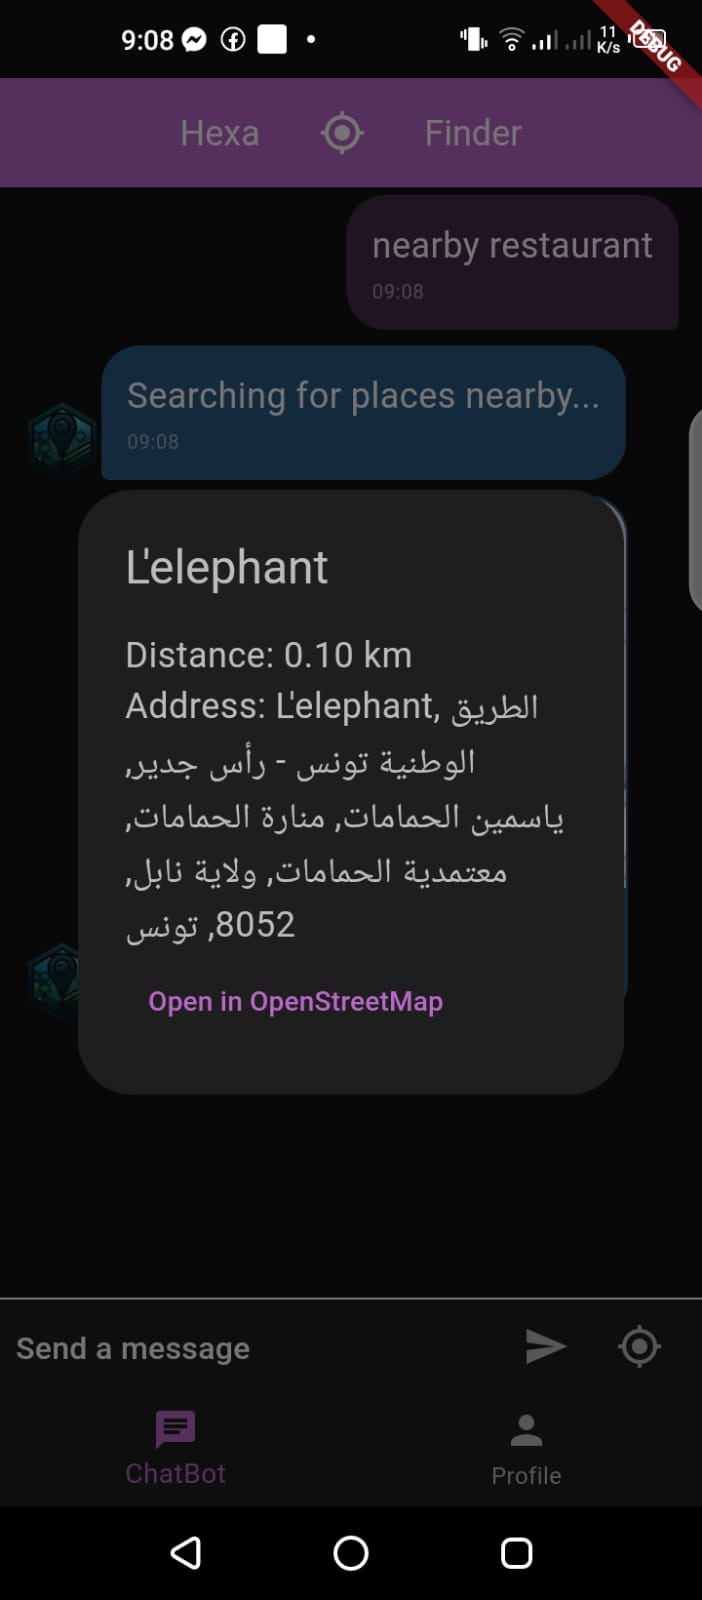 9:08
11
K/s
DEBUG
Hexa Finder
nearby restaurant
09:08
Searching for places nearby...
09:08
L'elephant
Distance: 0.10 km
Address: L'elephant, الطريق
الوطنية تونس - رأس جدير,
ياسمين الحمامات, منارة الحمامات,
معتمدية الحمامات, ولاية نابل,
8052, تونس
Open in OpenStreetMap
Send a message
ChatBot
Profile